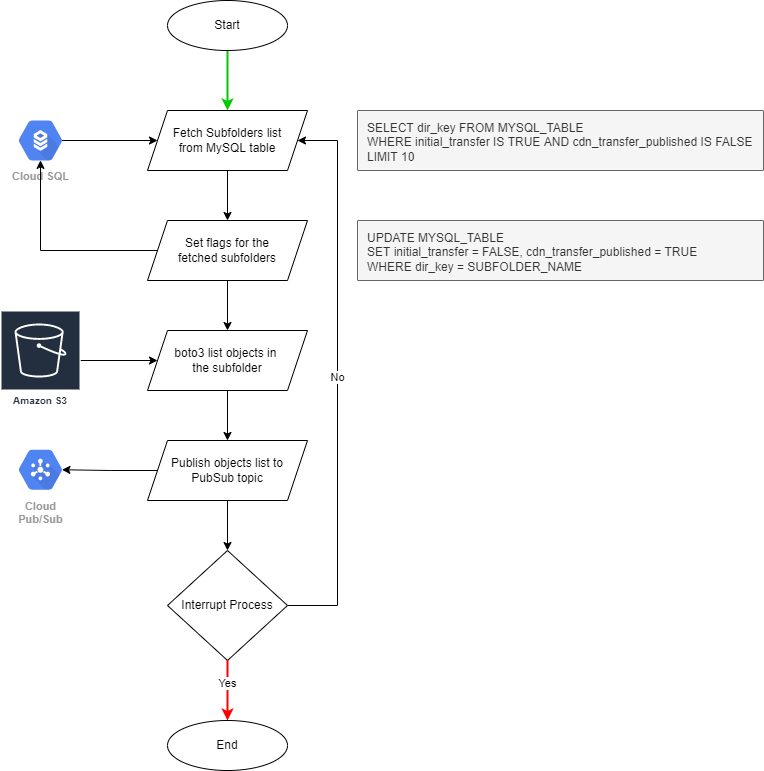 Start
Fetch Subfolders list
from MySQL table
SELECT dir_key FROM MYSQL_TABLE
WHERE initial_transfer IS TRUE AND cdn_transfer_published IS FALSE
LIMIT 10
Cloud SQL
Set flags for the
fetched subfolders
UPDATE MYSQL_TABLE
SET initial_transfer = FALSE, cdn_transfer_published = TRUE
WHERE dir_key = SUBFOLDER_NAME
boto3 list objects in
the subfolder
Amazon S3
No
Publish objects list to
PubSub topic
Cloud
Pub/Sub
Interrupt Process
Yes
End